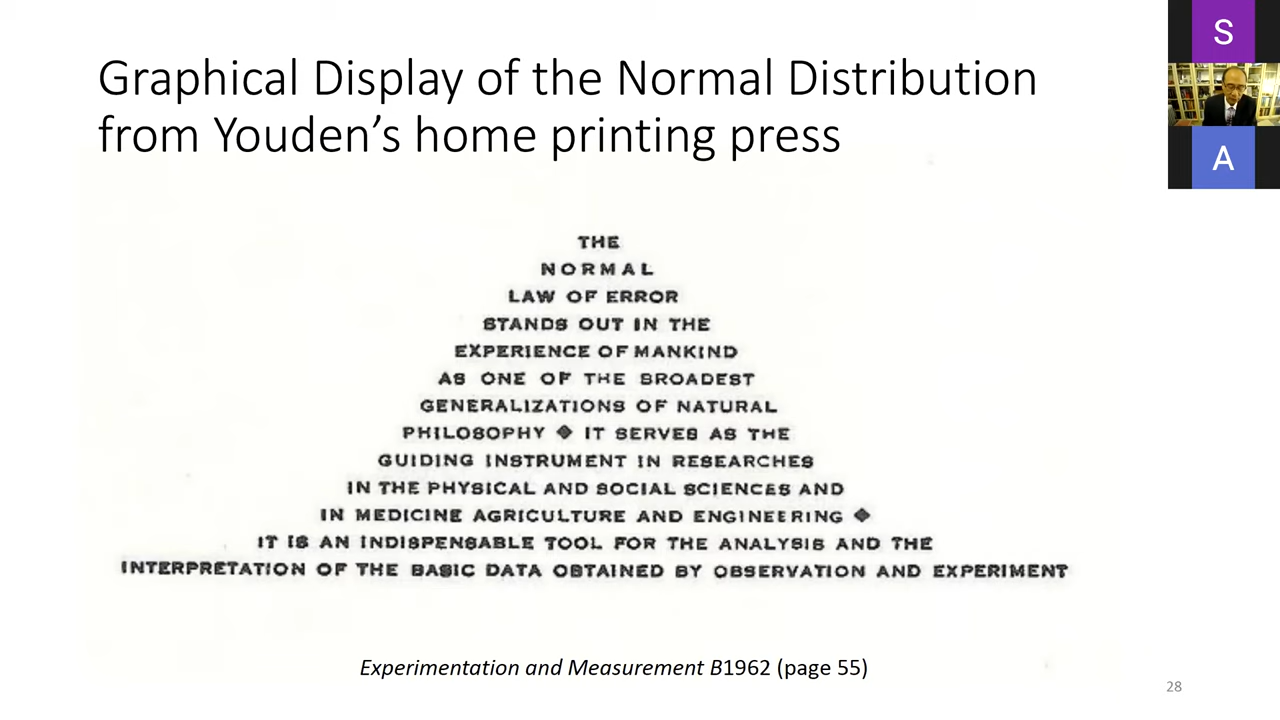 Graphical Display of the Normal Distribution
from Youden’s home printing press
S
A
THE
NORMAL
LAW OF ERROR
STANDS OUT IN THE
EXPERIENCE OF MANKIND
AS ONE OF THE BROADEST
GENERALIZATIONS OF NATURAL
PHILOSOPHY ◆ IT SERVES AS THE
GUIDING INSTRUMENT IN RESEARCHES
IN THE PHYSICAL AND SOCIAL SCIENCES AND
IN MEDICINE AGRICULTURE AND ENGINEERING ◆
IT IS AN INDISPENSABLE TOOL FOR THE ANALYSIS AND THE
INTERPRETATION OF THE BASIC DATA OBTAINED BY OBSERVATION AND EXPERIMENT
Experimentation and Measurement B1962 (page 55)
28